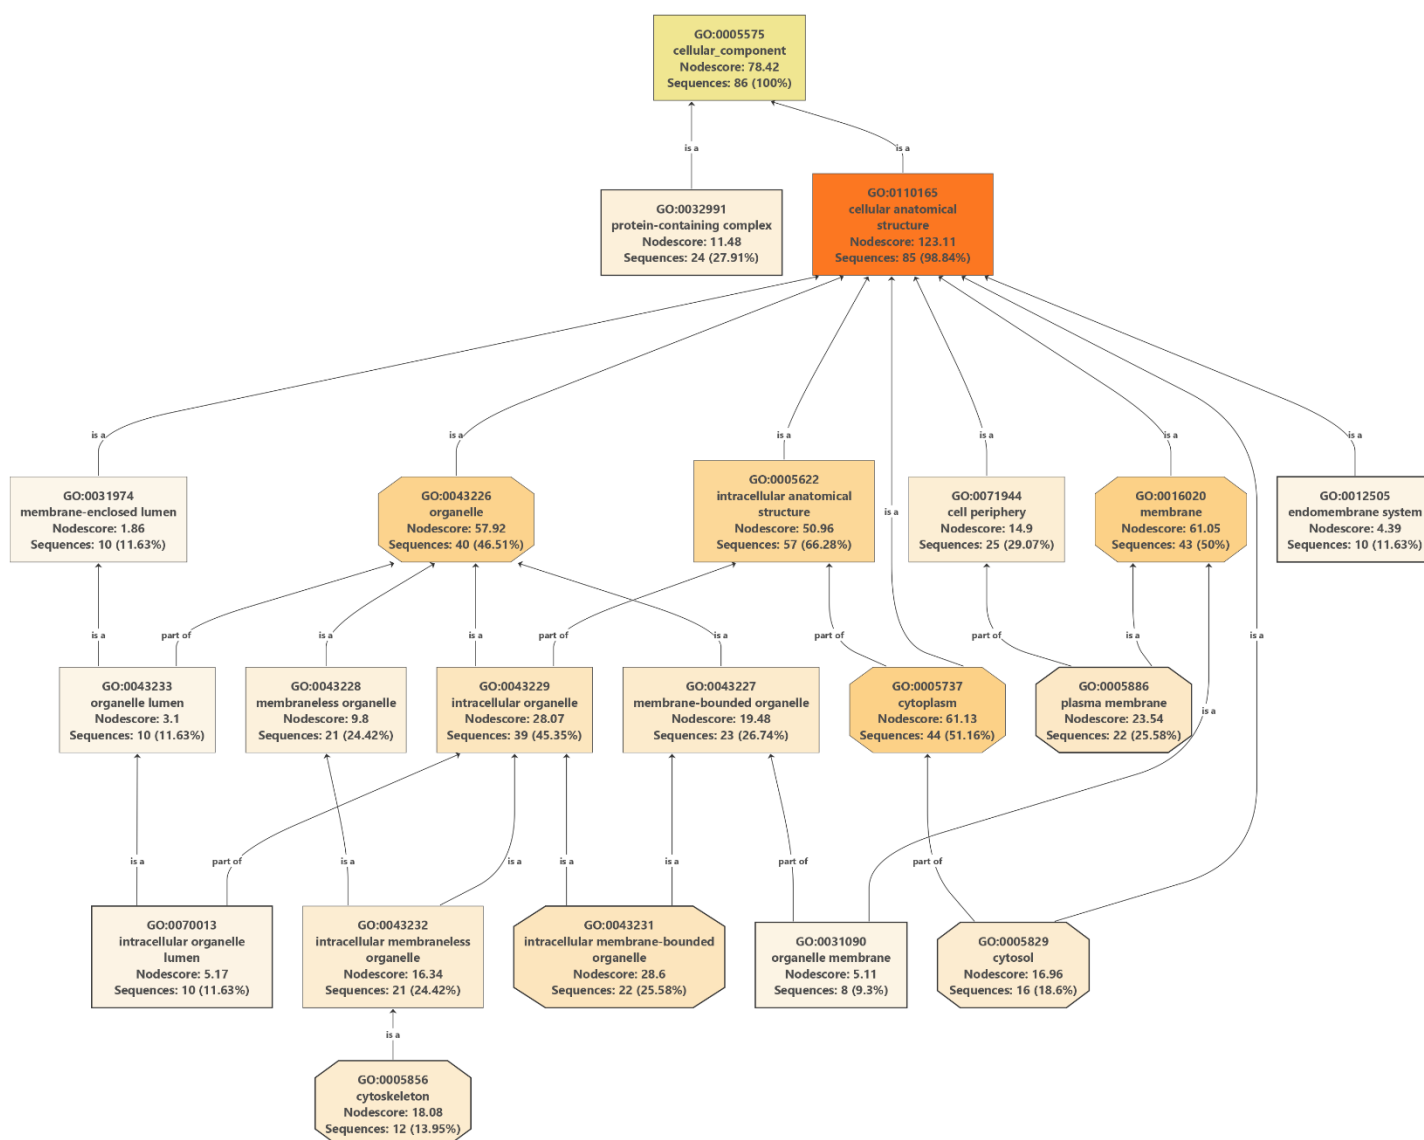 GO:0005575
cellular_component
Nodescore: 78.42
Sequences: 86 (100%)
is a
is a
GO:0032991
protein-containing complex
Nodescore: 11.48
Sequences: 24 (27.91%)
GO:0110165
cellular anatomical
structure
Nodescore: 123.11
Sequences: 85 (98.84%)
is a
is a
is a
is a
is a
is a
is a
GO:0031974
membrane-enclosed lumen
Nodescore: 1.86
Sequences: 10 (11.63%)
GO:0043226
organelle
Nodescore: 57.92
Sequences: 40 (46.51%)
GO:0005622
intracellular anatomical
structure
Nodescore: 50.96
Sequences: 57 (66.28%)
GO:0071944
cell periphery
Nodescore: 14.9
Sequences: 25 (29.07%)
GO:0016020
membrane
Nodescore: 61.05
Sequences: 43 (50%)
GO:0012505
endomembrane system
Nodescore: 4.39
Sequences: 10 (11.63%)
is a
part of
is a
is a
part of
is a
part of
part of
is a
is a
GO:0043233
organelle lumen
Nodescore: 3.1
Sequences: 10 (11.63%)
GO:0043228
membraneless organelle
Nodescore: 9.8
Sequences: 21 (24.42%)
GO:0043229
intracellular organelle
Nodescore: 28.07
Sequences: 39 (45.35%)
GO:0043227
membrane-bounded organelle
Nodescore: 19.48
Sequences: 23 (26.74%)
GO:0005737
cytoplasm
Nodescore: 61.13
Sequences: 44 (51.16%)
GO:0005886
plasma membrane
Nodescore: 23.54
Sequences: 22 (25.58%)
is a
is a
part of
is a
is a
is a
is a
part of
part of
GO:0070013
intracellular organelle
lumen
Nodescore: 5.17
Sequences: 10 (11.63%)
GO:0043232
intracellular membraneless
organelle
Nodescore: 16.34
Sequences: 21 (24.42%)
GO:0043231
intracellular membrane-bounded
organelle
Nodescore: 28.6
Sequences: 22 (25.58%)
GO:0031090
organelle membrane
Nodescore: 5.11
Sequences: 8 (9.3%)
GO:0005829
cytosol
Nodescore: 16.96
Sequences: 16 (18.6%)
is a
GO:0005856
cytoskeleton
Nodescore: 18.08
Sequences: 12 (13.95%)